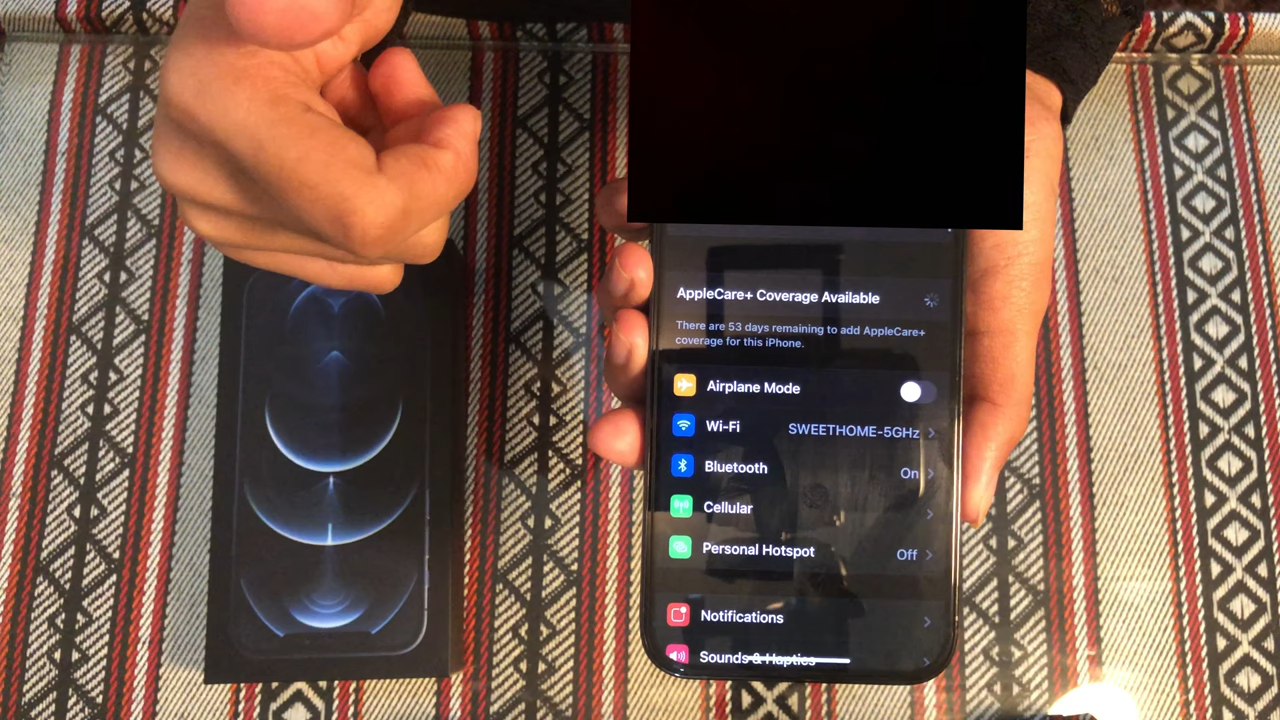 AppleCare+ Coverage Available
There are 53 days remaining to add AppleCare+
coverage for this iPhone.
Airplane Mode
Wi-Fi SWEETHOME-5GHz
Bluetooth On
Cellular
Personal Hotspot Off
Notifications
Sounds & Haptics